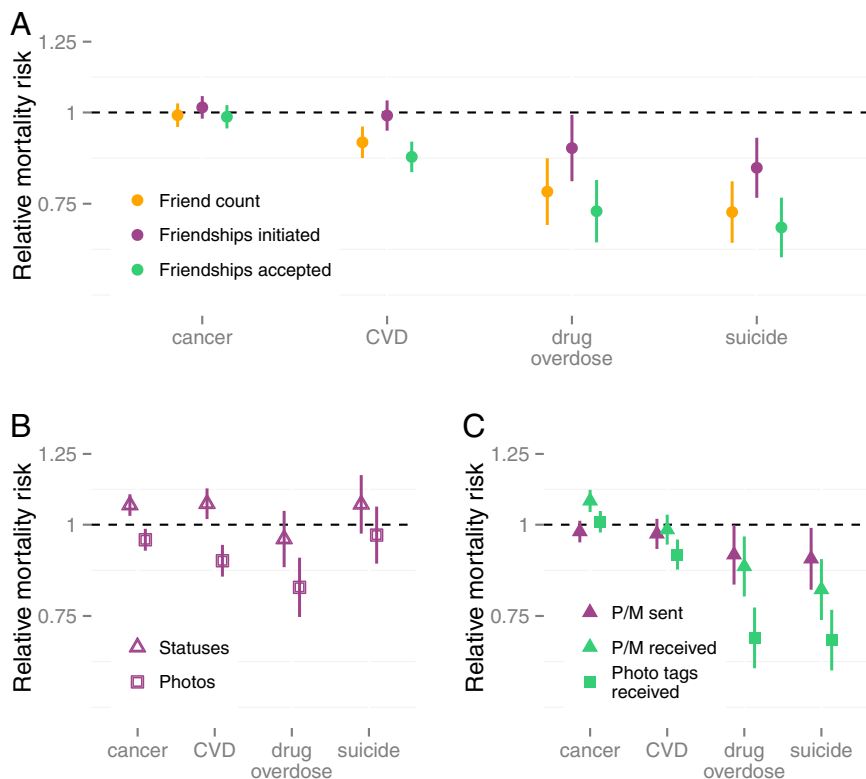 A
Relative mortality risk
1.25
1
0.75
Friend count
Friendships initiated
Friendships accepted
cancer
CVD
drug
overdose
suicide
B
Relative mortality risk
1.25
1
0.75
Statuses
Photos
cancer
CVD
drug
overdose
suicide
C
Relative mortality risk
1.25
1
0.75
P/M sent
P/M received
Photo tags
received
cancer
CVD
drug
overdose
suicide